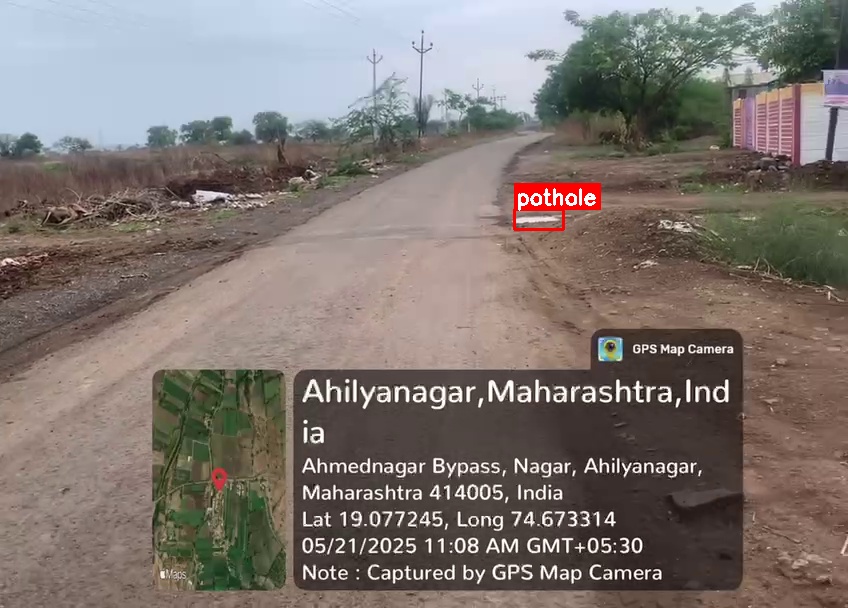 pothole
GPS Map Camera
Ahilyanagar,Maharashtra,Ind
ia
Ahmednagar Bypass, Nagar, Ahilyanagar,
Maharashtra 414005, India
Lat 19.077245, Long 74.673314
05/21/2025 11:08 AM GMT+05:30
Note : Captured by GPS Map Camera
Maps